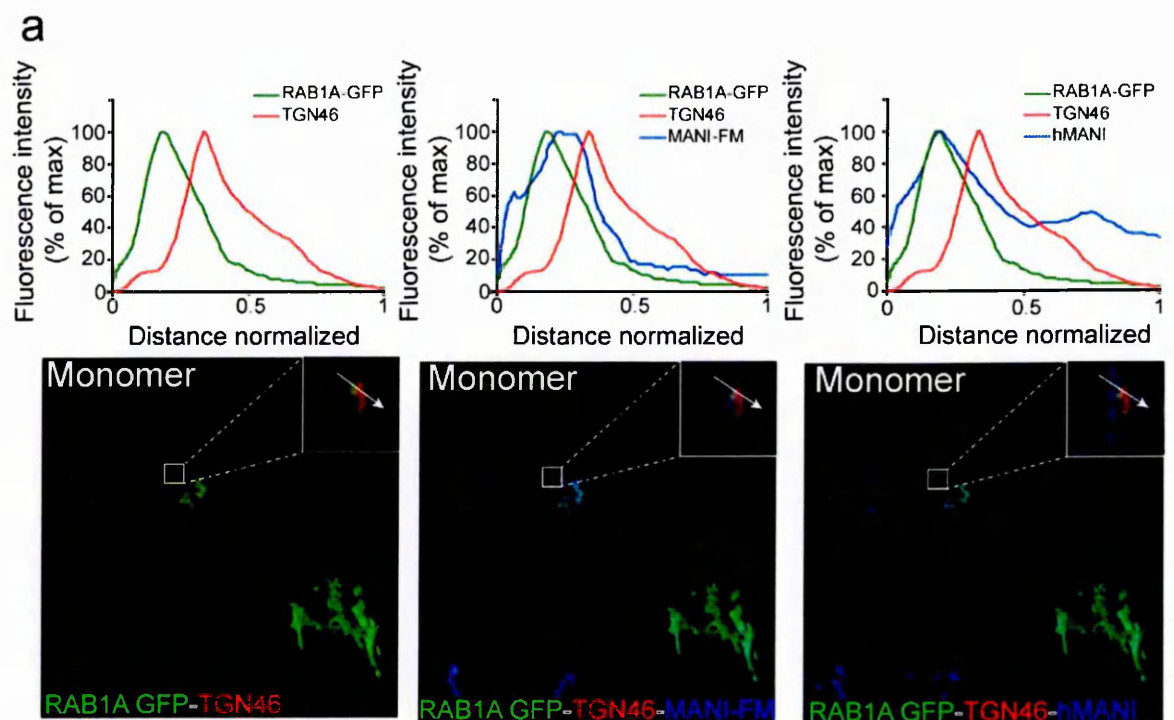 a
Fluorescence intensity
(% of max)
RAB1A-GFP
TGN46
100
80
60
40
20
0
0
0.5
1
Distance normalized
Fluorescence intensity
(% of max)
RAB1A-GFP
TGN46
MANI-FM
100
80
60
40
20
0
0
0.5
1
Distance normalized
Fluorescence intensity
(% of max)
RAB1A-GFP
TGN46
hMANI
100
80
60
40
20
0
0
0.5
1
Distance normalized
Monomer
RAB1A GFP-TGN46
Monomer
RAB1A GFP-TGN46-MANI-FM
Monomer
RAB1A GFP-TGN46-hMANI